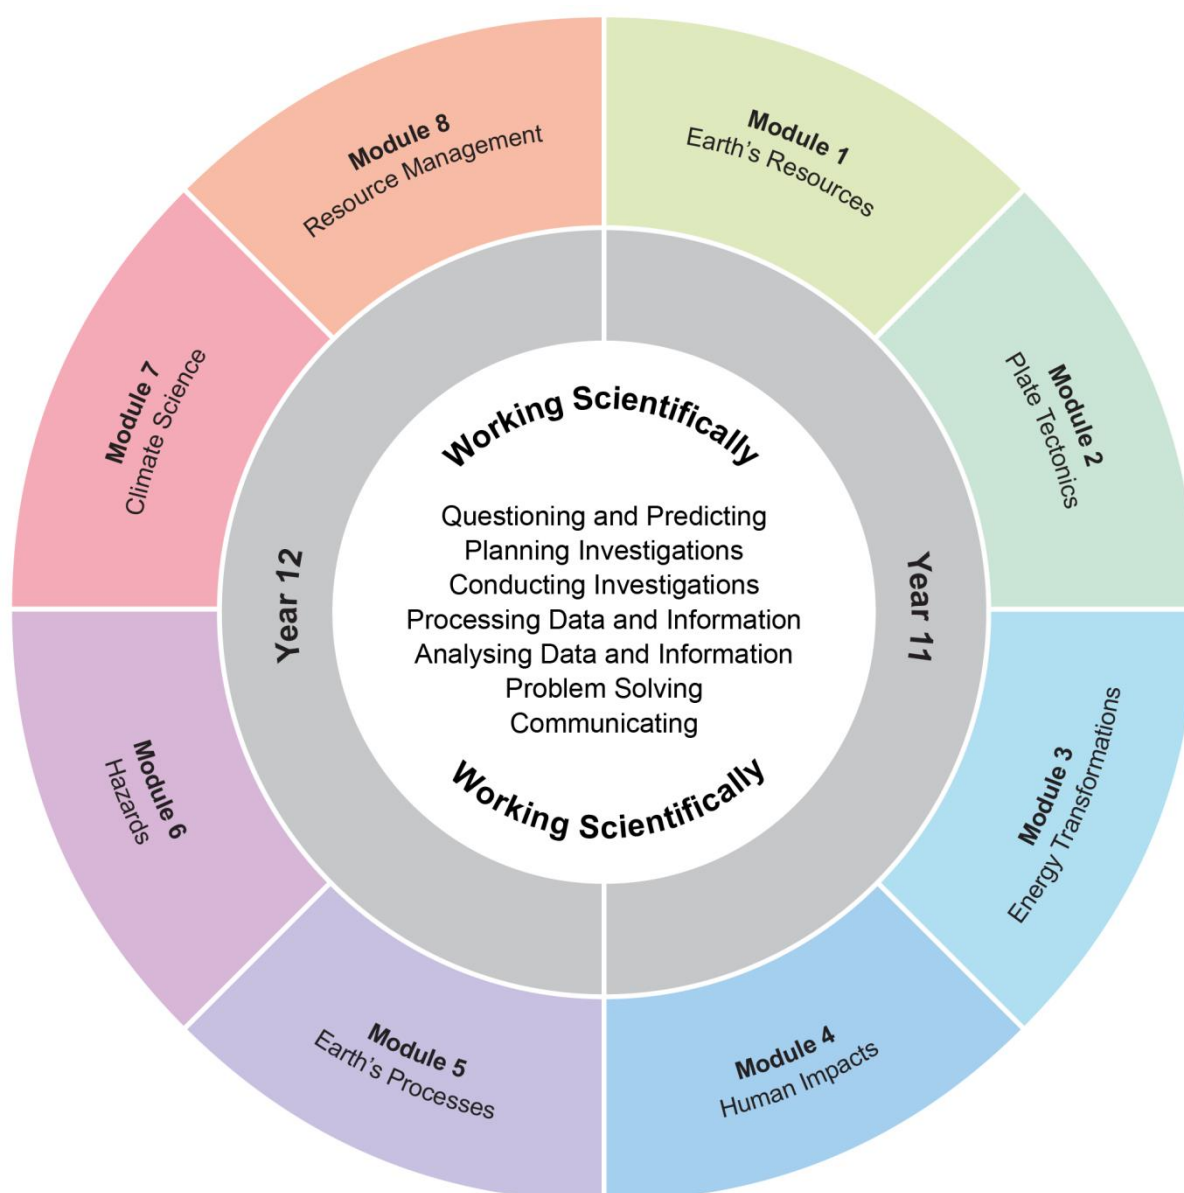 Module 1
Earth's Resources
Module 2
Plate Tectonics
Module 3
Energy Transformations
Module 4
Human Impacts
Module 5
Earth's Processes
Module 6
Hazards
Module 7
Climate Science
Module 8
Resource Management
Year 11
Year 12
Working Scientifically
Questioning and Predicting
Planning Investigations
Conducting Investigations
Processing Data and Information
Analysing Data and Information
Problem Solving
Communicating
Working Scientifically